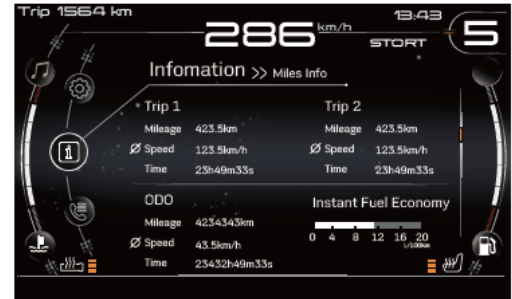 Trip 1564 km
286 km/h
13:43
STORT
5
Infomation >> Miles Info
Trip 1
Mileage 423.5km
Ø Speed 123.5km/h
Time 23h49m33s
Trip 2
Mileage 423.5km
Ø Speed 123.5km/h
Time 23h49m33s
ODO
Mileage 4234343km
Ø Speed 43.5km/h
Time 23432h49m33s
Instant Fuel Economy
0 4 8 12 16 20
L/100km